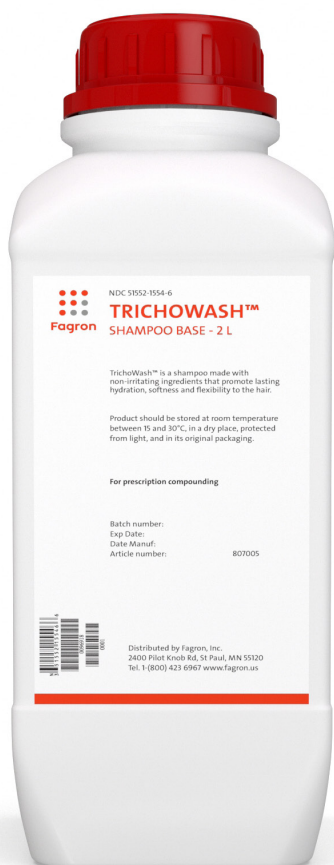 NDC 51552-1554-6
Fagron
TRICHOWASH™
SHAMPOO BASE - 2 L
TrichoWash™ is a shampoo made with
non-irritating ingredients that promote lasting
hydration, softness and flexibility to the hair.
Product should be stored at room temperature
between 15 and 30°C, in a dry place, protected
from light, and in its original packaging.
For prescription compounding
Batch number:
Exp Date:
Date Manuf:
Article number: 807005
Distributed by Fagron, Inc.
2400 Pilot Knob Rd, St Paul, MN 55120
Tel. 1-(800) 423 6967 www.fagron.us